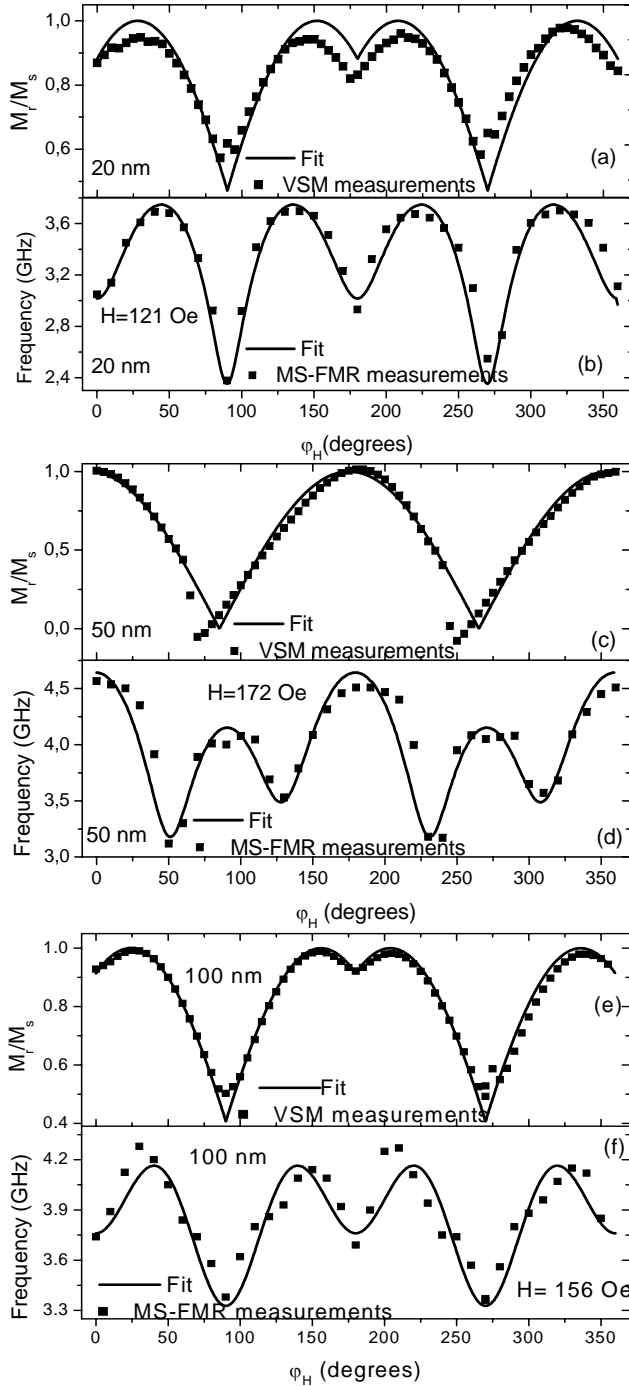 1,0
0,8
0,6
M_r/M_s
(a)
20 nm
Fit
VSM measurements
3,6
3,2
2,8
2,4
Frequency (GHz)
H=121 Oe
20 nm
Fit
MS-FMR measurements
(b)
0 50 100 150 200 250 300 350
φ_H(degrees)
1,0
0,5
0,0
M_r/M_s
50 nm
Fit
VSM measurements
(c)
4,5
4,0
3,5
3,0
Frequency (GHz)
H=172 Oe
50 nm
Fit
MS-FMR measurements
(d)
0 50 100 150 200 250 300 350
φ_H (degrees)
1.0
0.8
0.6
0.4
M_r/M_s
100 nm
(e)
Fit
VSM measurements
4.2
3.9
3.6
3.3
Frequency (GHz)
100 nm
(f)
Fit
MS-FMR measurements
H= 156 Oe
0 50 100 150 200 250 300 350
φ_H (degrees)